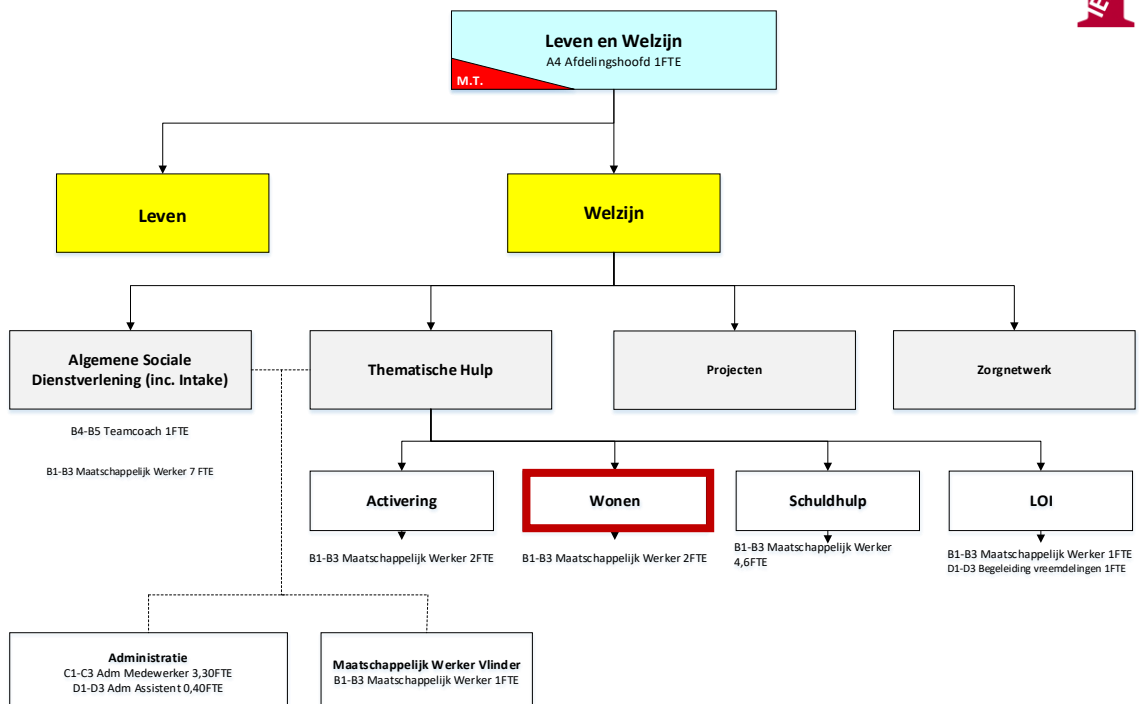 Leven en Welzijn
A4 Afdelingshoofd 1FTE
M.T.
Leven
Welzijn
Algemene Sociale
Dienstverlening (inc. Intake)
Thematische Hulp
Projecten
Zorgnetwerk
B4-B5 Teamcoach 1FTE
B1-B3 Maatschappelijk Werker 7 FTE
Activering
Wonen
Schuldhulp
LOI
B1-B3 Maatschappelijk Werker 2FTE
B1-B3 Maatschappelijk Werker 2FTE
B1-B3 Maatschappelijk Werker
4,6FTE
B1-B3 Maatschappelijk Werker 1FTE
D1-D3 Begeleiding vreemdelingen 1FTE
Administratie
C1-C3 Adm Medewerker 3,30FTE
D1-D3 Adm Assistent 0,40FTE
Maatschappelijk Werker Vlinder
B1-B3 Maatschappelijk Werker 1FTE